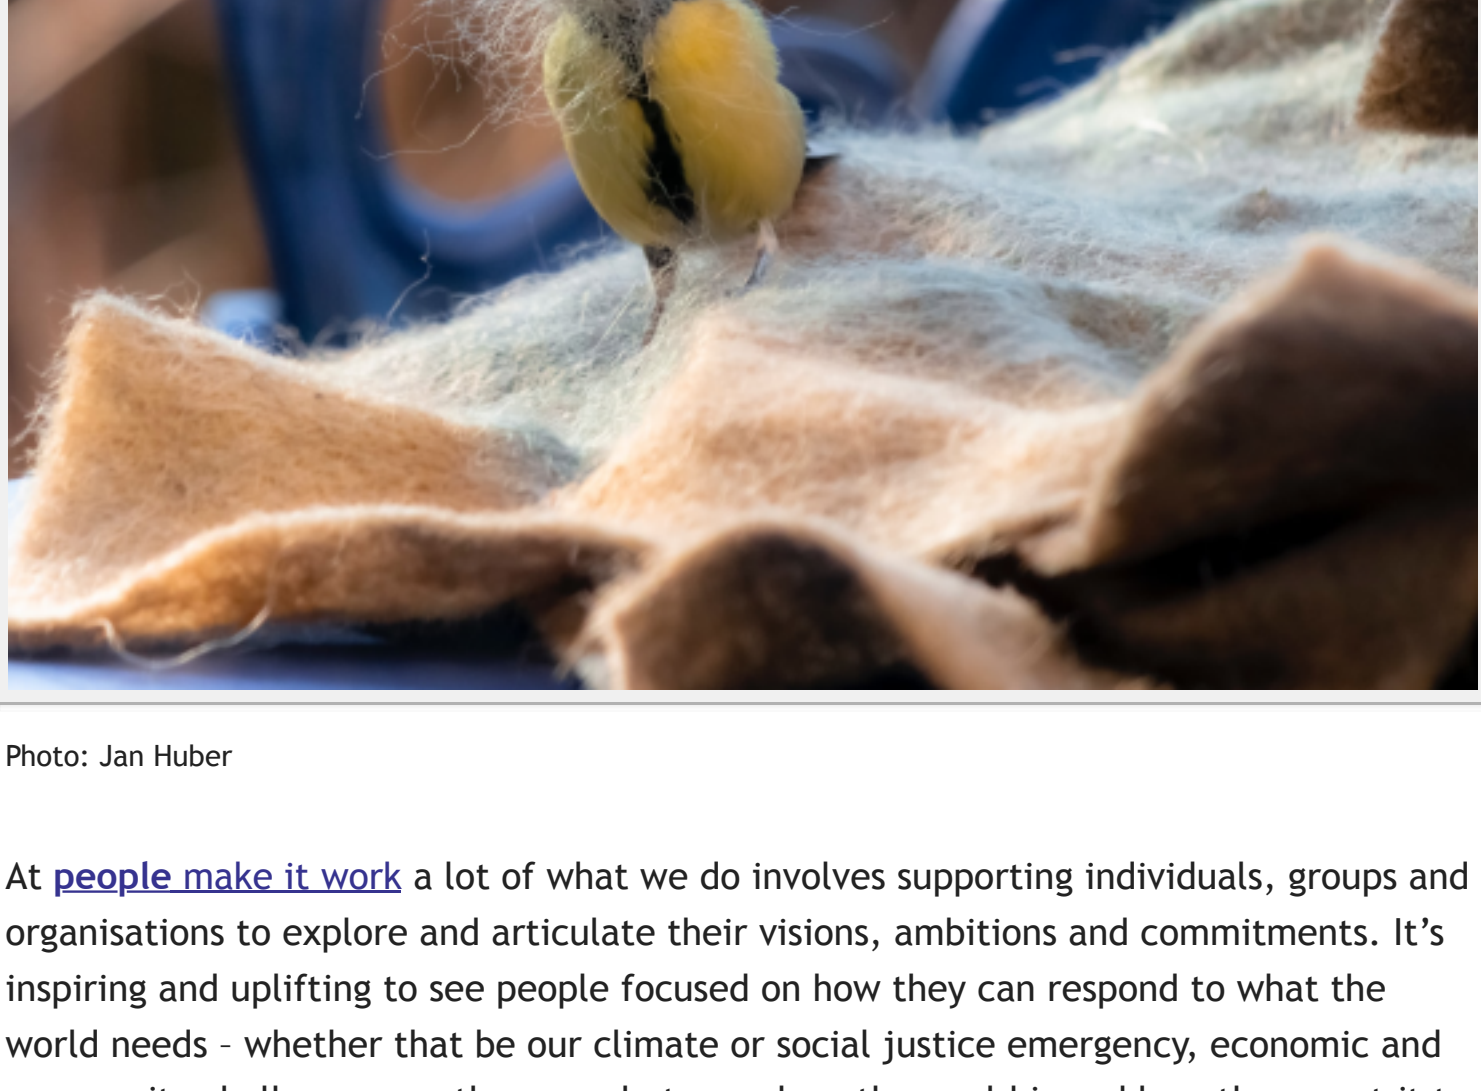 Photo: Jan Huber
At people make it work a lot of what we do involves supporting individuals, groups and
organisations to explore and articulate their visions, ambitions and commitments. It’s
inspiring and uplifting to see people focused on how they can respond to what the
world needs – whether that be our climate or social justice emergency, economic and